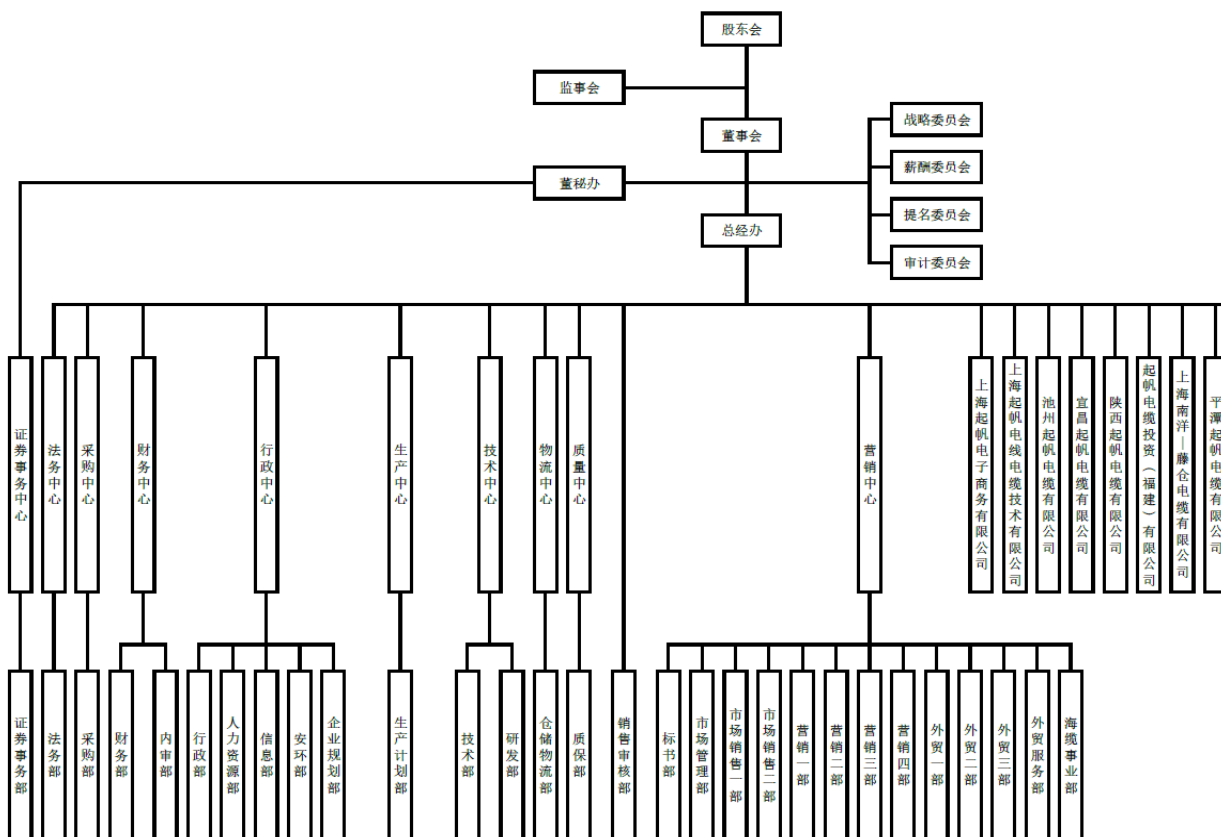 股东会
监事会
董事会
战略委员会
薪酬委员会
提名委员会
审计委员会
董秘办
总经办
证券事务中心
法务中心
采购中心
财务中心
行政中心
生产中心
技术中心
物流中心
质量中心
营销中心
上海起帆电子商务有限公司
上海起帆电线电缆技术有限公司
池州起帆电缆有限公司
宜昌起帆电缆有限公司
陕西起帆电缆有限公司
起帆电缆投资（福建）有限公司
上海南洋—藤仓电缆有限公司
平潭起帆电缆有限公司
证券事务部
法务部
采购部
财务部
内审部
行政部
人力资源部
信息部
安环部
企业规划部
生产计划部
技术部
研发部
仓储物流部
质保部
销售审核部
标书部
市场管理部
市场销售一部
市场销售二部
营销一部
营销二部
营销三部
营销四部
外贸一部
外贸二部
外贸三部
外贸服务部
海缆事业部